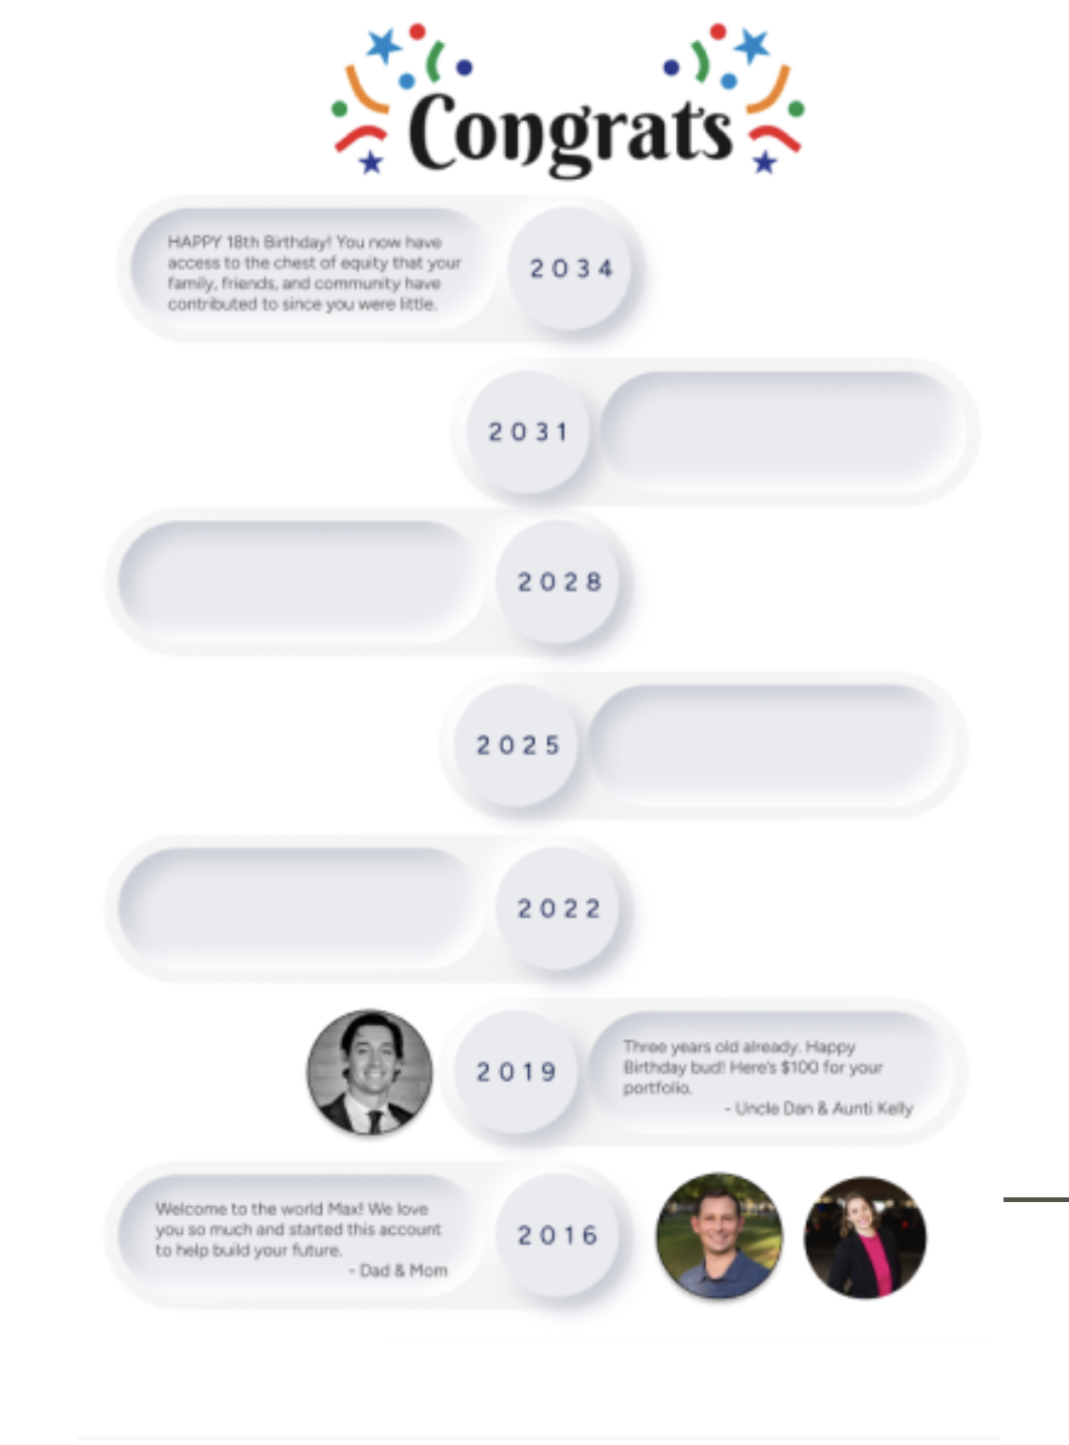 Congrats
HAPPY 18th Birthday! You now have
access to the chest of equity that your
family, friends, and community have
contributed to since you were little.
2034
2031
2028
2025
2022
2019
Three years old already. Happy
Birthday bud! Here's $100 for your
portfolio.
- Uncle Dan & Aunti Kelly
Welcome to the world Max! We love
you so much and started this account
to help build your future.
- Dad & Mom
2016